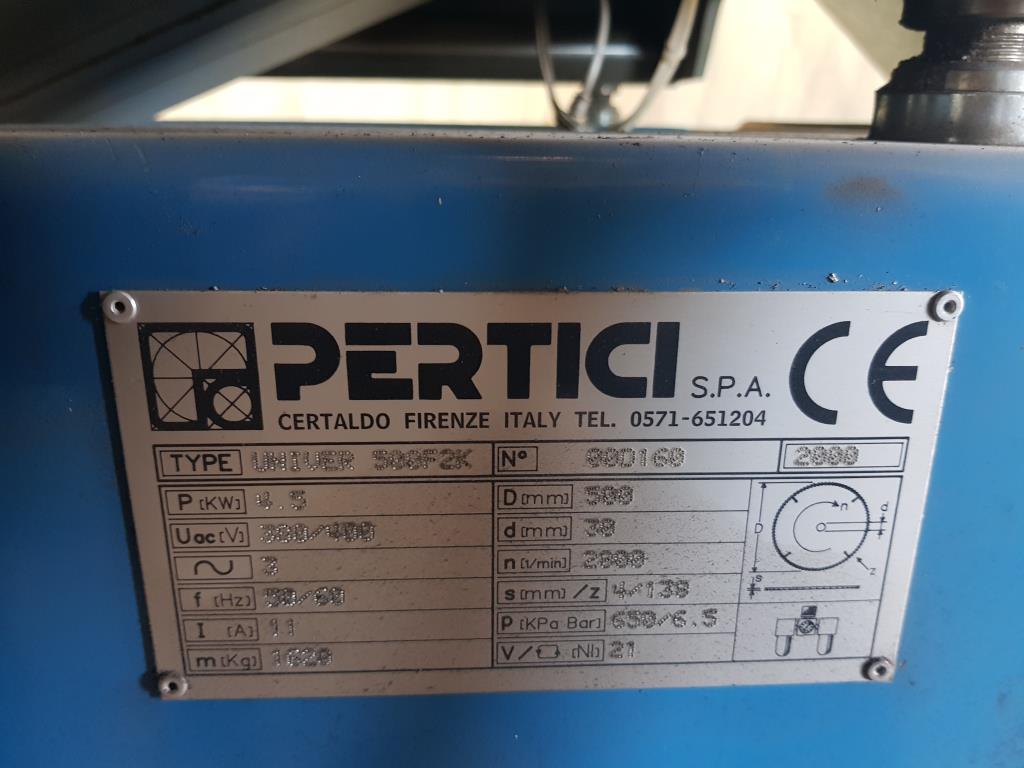 PERTICI S.P.A. CE
CERTALDO FIRENZE ITALY TEL. 0571-651204
TYPE UNIVER 500F2K N° 00D160 2000
P [KW] 4.5 D [mm] 500
Uac [V] 380/400 d [mm] 30
3 n [1/min] 2800
f [Hz] 50/60 s [mm] /z 4/138
I [A] 11 P [KPa Bar] 650/6.5
m [Kg] 1020 V/ [Nl] 21
D n d s z